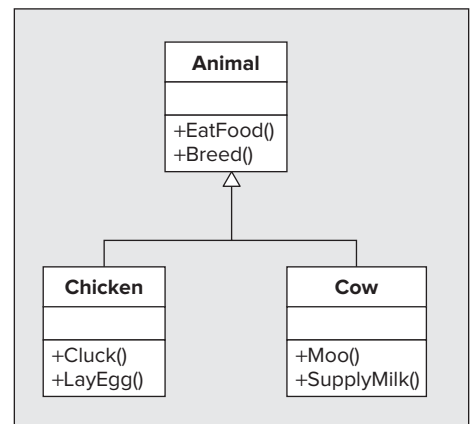 Animal
+EatFood()
+Breed()
Chicken
+Cluck()
+LayEgg()
Cow
+Moo()
+SupplyMilk()